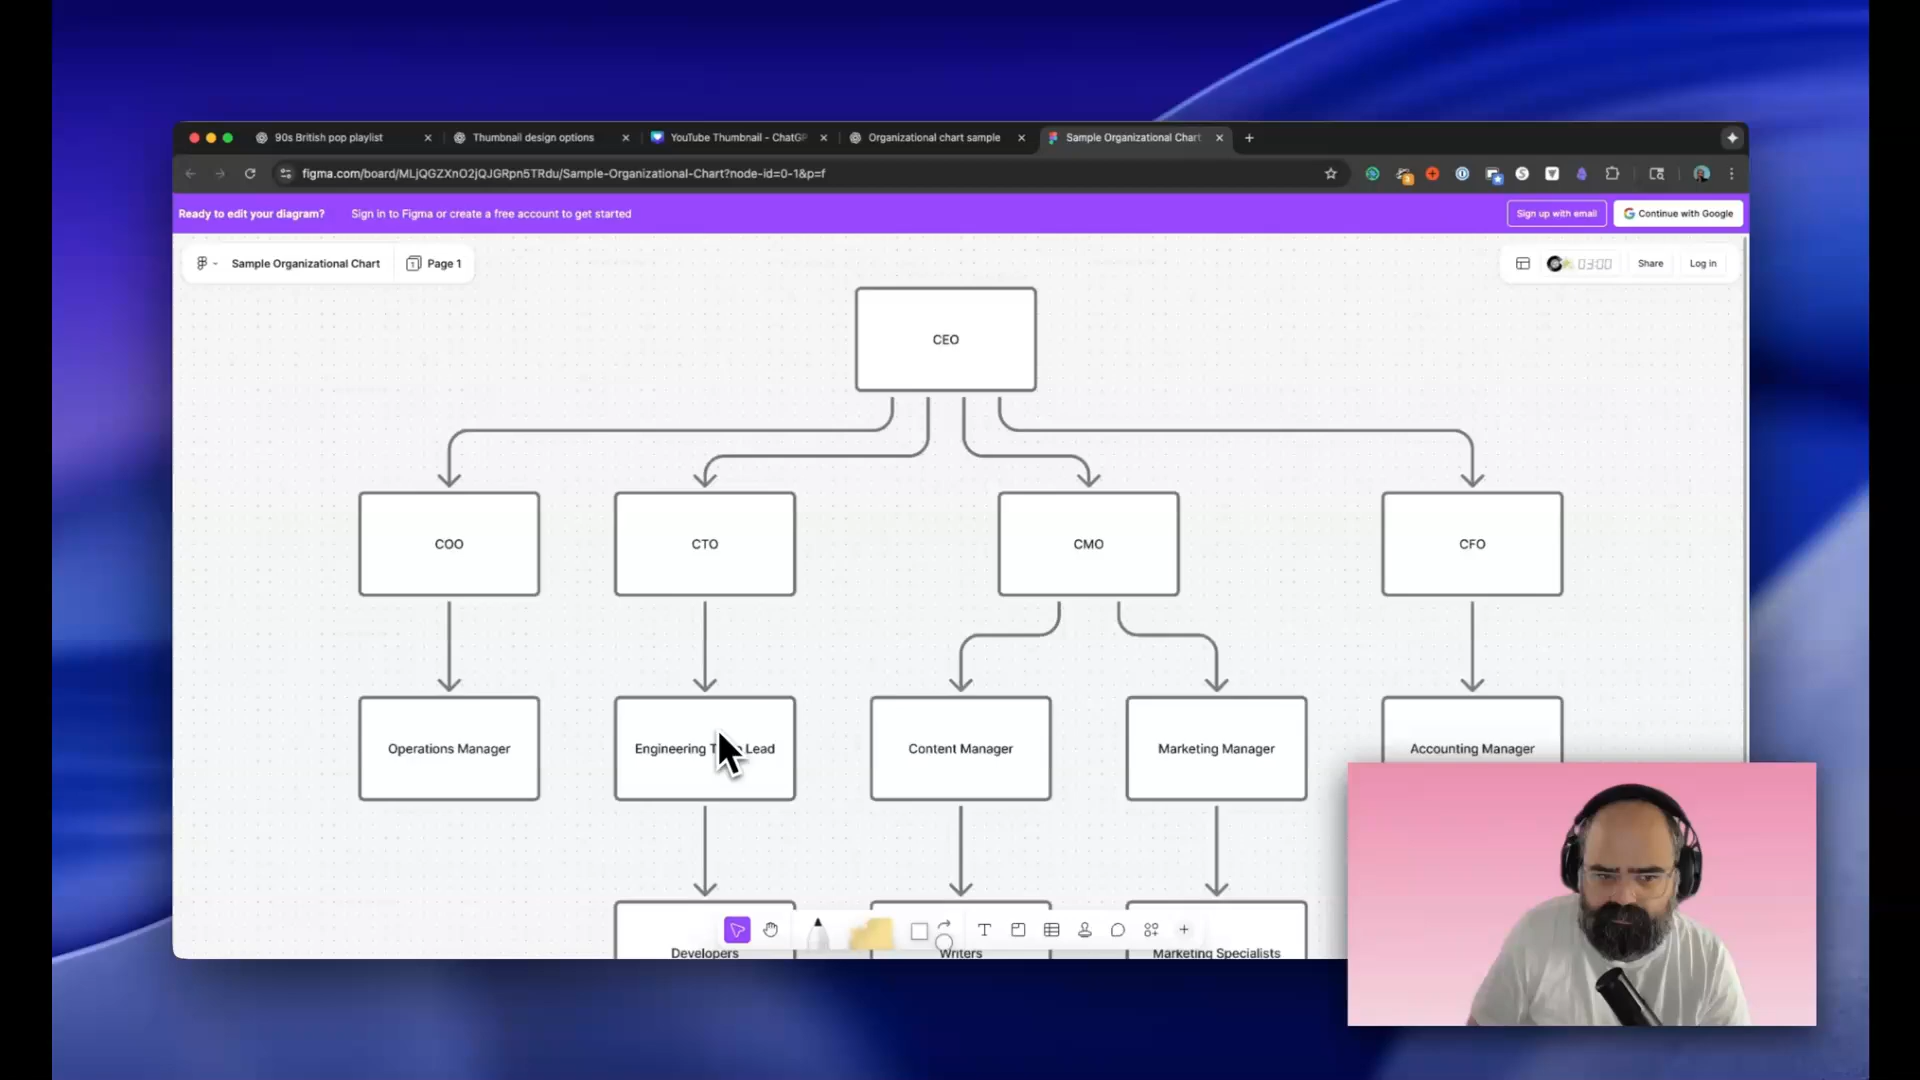 90s British pop playlist
Thumbnail design options
YouTube Thumbnail - ChatG
Organizational chart sample
Sample Organizational Chart
figma.com/board/MLjQGZXnO2jQJGRpn5TRdu/Sample-Organizational-Chart?node-id=0-1&p=f
Ready to edit your diagram? Sign in to Figma or create a free account to get started
Sign up with email
Continue with Google
Sample Organizational Chart
Page 1
03:00
Share
Log in
CEO
COO
CTO
CMO
CFO
Operations Manager
Engineering Lead
Content Manager
Marketing Manager
Accounting Manager
Developers
Writers
Marketing Specialists